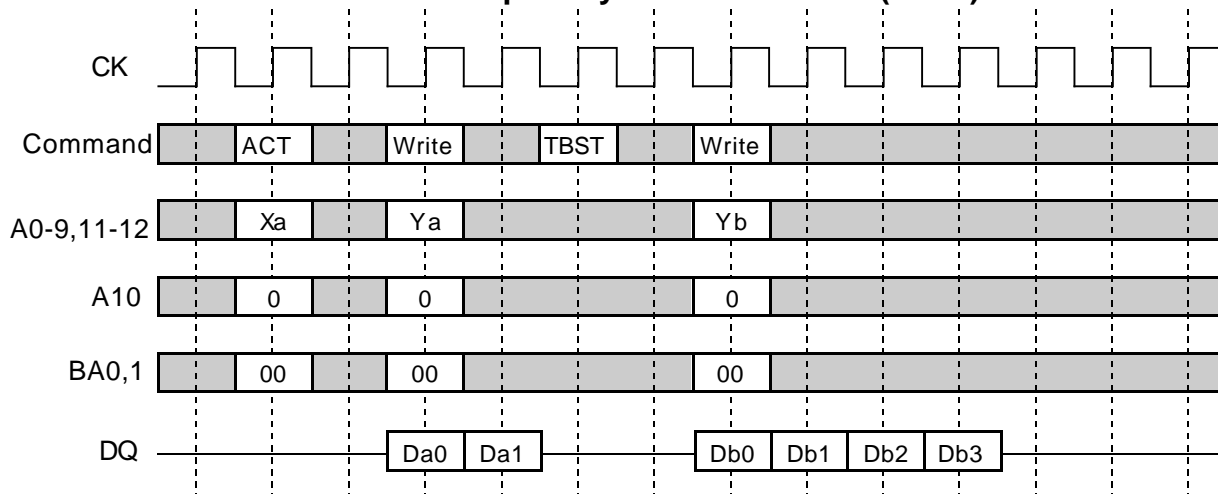 CK
Command ACT Write TBST Write
A0-9,11-12 Xa Ya Yb
A10 0 0 0
BA0,1 00 00 00
DQ Da0 Da1 Db0 Db1 Db2 Db3